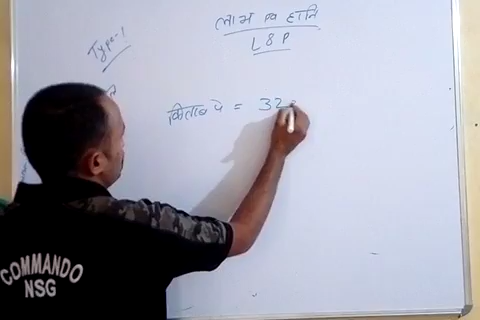 लाभ एवं हानि
L&P
Type-1
किताबे = 32
COMMANDO
NSG